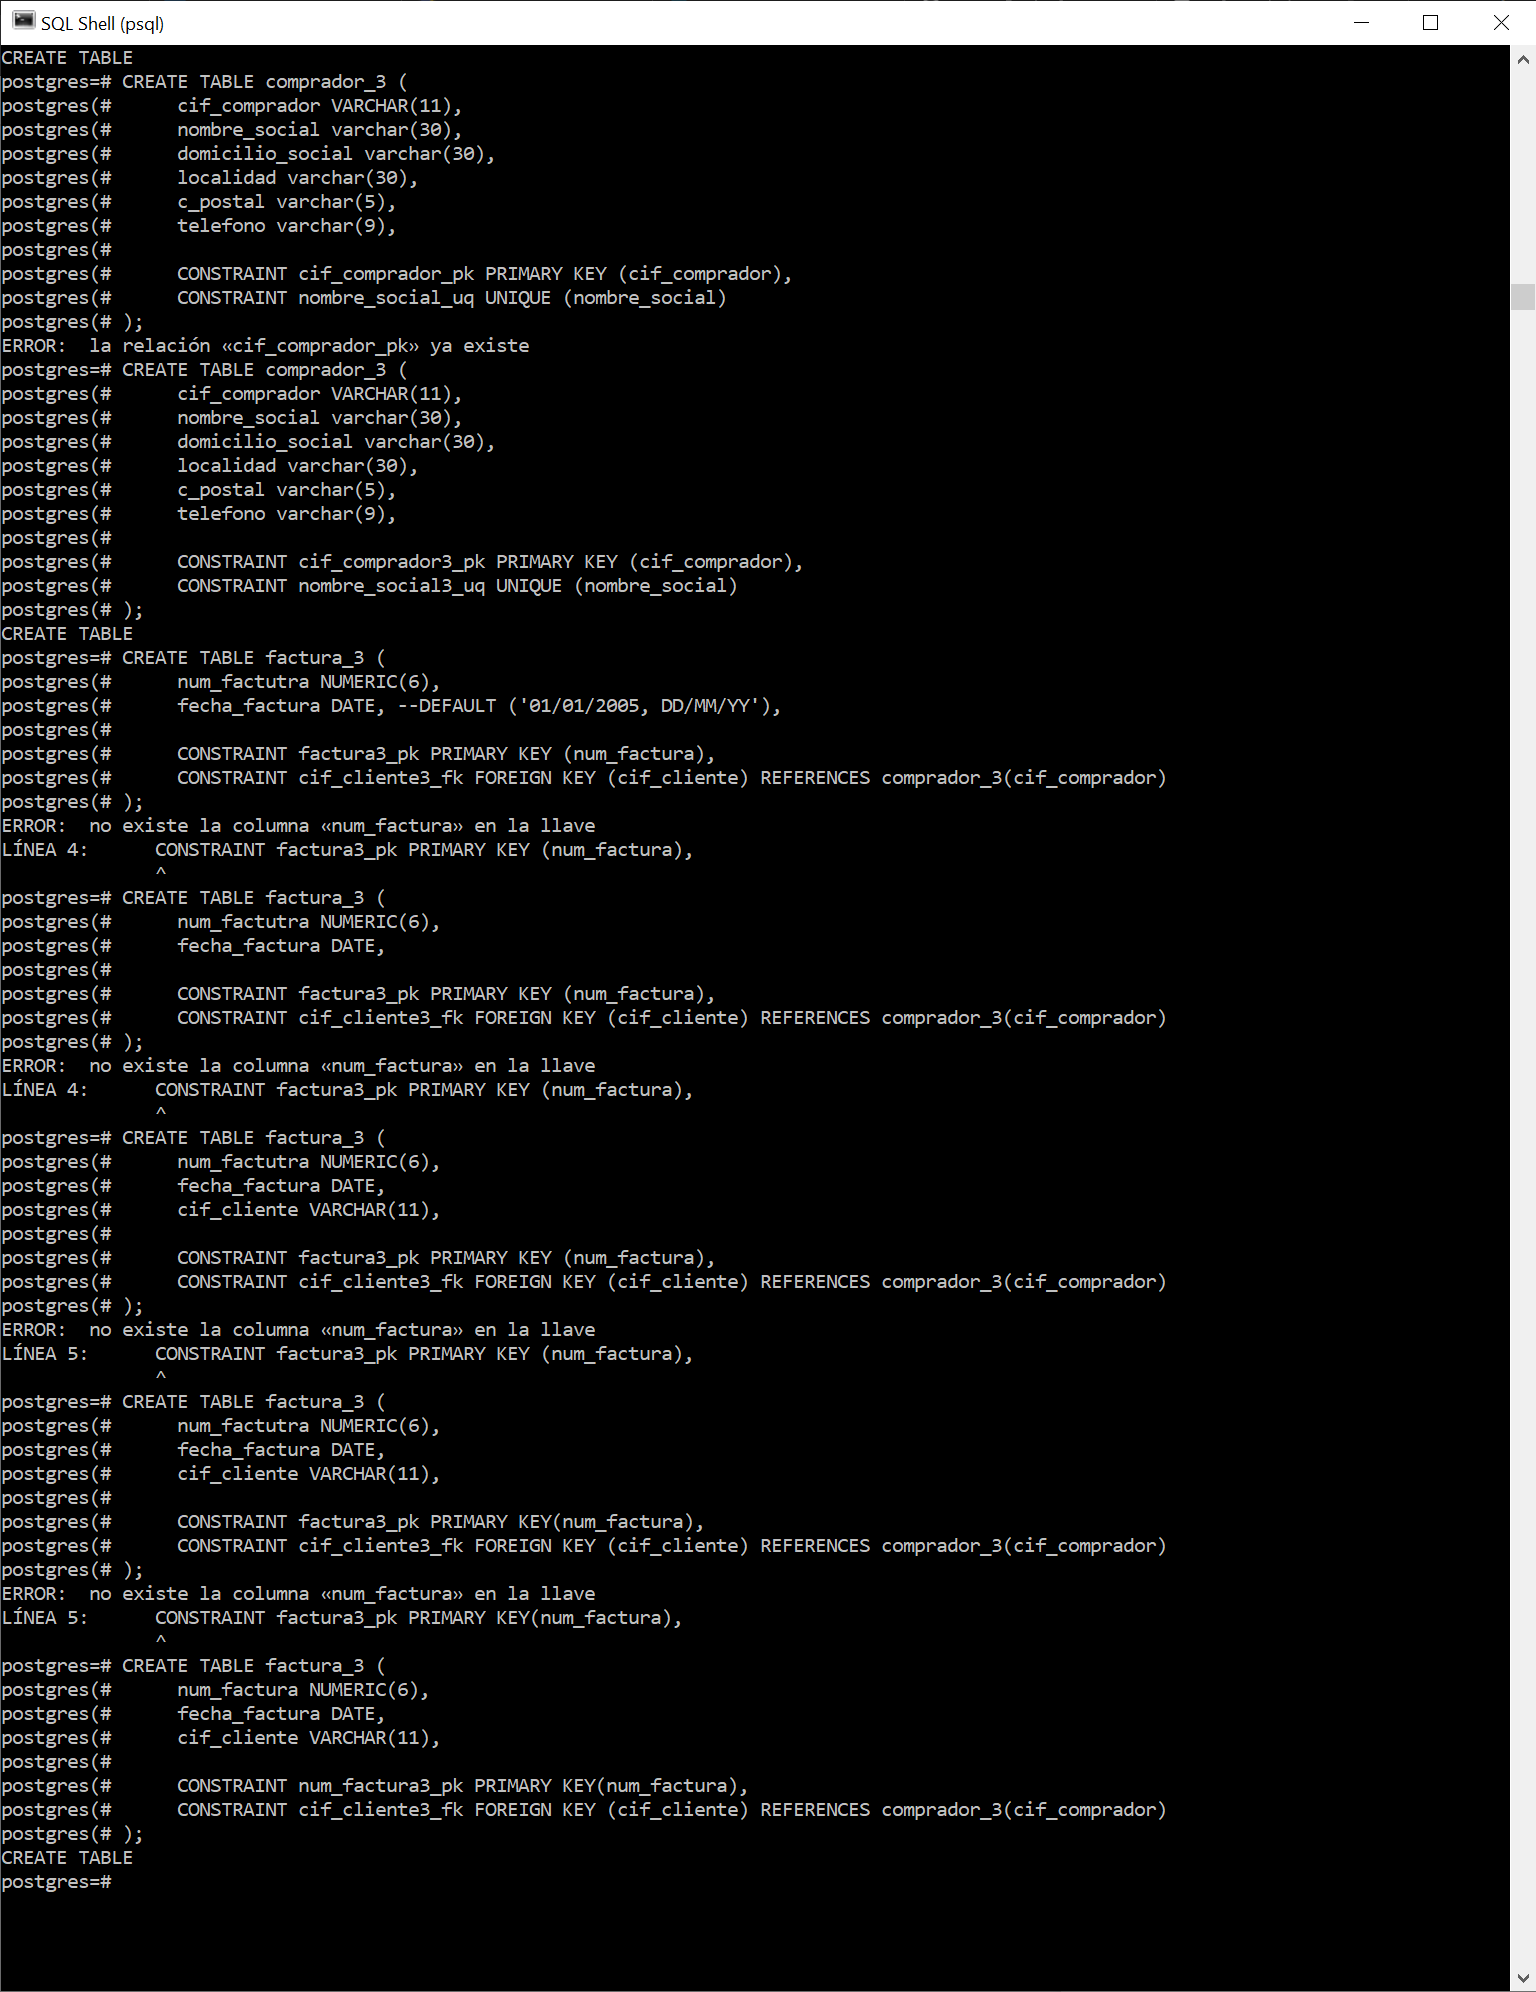 SQL Shell (psql)
CREATE TABLE
postgres=# CREATE TABLE comprador_3 (
postgres(#      cif_comprador VARCHAR(11),
postgres(#      nombre_social varchar(30),
postgres(#      domicilio_social varchar(30),
postgres(#      localidad varchar(30),
postgres(#      c_postal varchar(5),
postgres(#      telefono varchar(9),
postgres(#
postgres(#      CONSTRAINT cif_comprador_pk PRIMARY KEY (cif_comprador),
postgres(#      CONSTRAINT nombre_social_uq UNIQUE (nombre_social)
postgres(# );
ERROR:  la relación «cif_comprador_pk» ya existe
postgres=# CREATE TABLE comprador_3 (
postgres(#      cif_comprador VARCHAR(11),
postgres(#      nombre_social varchar(30),
postgres(#      domicilio_social varchar(30),
postgres(#      localidad varchar(30),
postgres(#      c_postal varchar(5),
postgres(#      telefono varchar(9),
postgres(#
postgres(#      CONSTRAINT cif_comprador3_pk PRIMARY KEY (cif_comprador),
postgres(#      CONSTRAINT nombre_social3_uq UNIQUE (nombre_social)
postgres(# );
CREATE TABLE
postgres=# CREATE TABLE factura_3 (
postgres(#      num_factutra NUMERIC(6),
postgres(#      fecha_factura DATE, --DEFAULT ('01/01/2005, DD/MM/YY'),
postgres(#
postgres(#      CONSTRAINT factura3_pk PRIMARY KEY (num_factura),
postgres(#      CONSTRAINT cif_cliente3_fk FOREIGN KEY (cif_cliente) REFERENCES comprador_3(cif_comprador)
postgres(# );
ERROR:  no existe la columna «num_factura» en la llave
LÍNEA 4:      CONSTRAINT factura3_pk PRIMARY KEY (num_factura),
              ^
postgres=# CREATE TABLE factura_3 (
postgres(#      num_factutra NUMERIC(6),
postgres(#      fecha_factura DATE,
postgres(#
postgres(#      CONSTRAINT factura3_pk PRIMARY KEY (num_factura),
postgres(#      CONSTRAINT cif_cliente3_fk FOREIGN KEY (cif_cliente) REFERENCES comprador_3(cif_comprador)
postgres(# );
ERROR:  no existe la columna «num_factura» en la llave
LÍNEA 4:      CONSTRAINT factura3_pk PRIMARY KEY (num_factura),
              ^
postgres=# CREATE TABLE factura_3 (
postgres(#      num_factutra NUMERIC(6),
postgres(#      fecha_factura DATE,
postgres(#      cif_cliente VARCHAR(11),
postgres(#
postgres(#      CONSTRAINT factura3_pk PRIMARY KEY (num_factura),
postgres(#      CONSTRAINT cif_cliente3_fk FOREIGN KEY (cif_cliente) REFERENCES comprador_3(cif_comprador)
postgres(# );
ERROR:  no existe la columna «num_factura» en la llave
LÍNEA 5:      CONSTRAINT factura3_pk PRIMARY KEY (num_factura),
              ^
postgres=# CREATE TABLE factura_3 (
postgres(#      num_factutra NUMERIC(6),
postgres(#      fecha_factura DATE,
postgres(#      cif_cliente VARCHAR(11),
postgres(#
postgres(#      CONSTRAINT factura3_pk PRIMARY KEY(num_factura),
postgres(#      CONSTRAINT cif_cliente3_fk FOREIGN KEY (cif_cliente) REFERENCES comprador_3(cif_comprador)
postgres(# );
ERROR:  no existe la columna «num_factura» en la llave
LÍNEA 5:      CONSTRAINT factura3_pk PRIMARY KEY(num_factura),
              ^
postgres=# CREATE TABLE factura_3 (
postgres(#      num_factura NUMERIC(6),
postgres(#      fecha_factura DATE,
postgres(#      cif_cliente VARCHAR(11),
postgres(#
postgres(#      CONSTRAINT num_factura3_pk PRIMARY KEY(num_factura),
postgres(#      CONSTRAINT cif_cliente3_fk FOREIGN KEY (cif_cliente) REFERENCES comprador_3(cif_comprador)
postgres(# );
CREATE TABLE
postgres=#